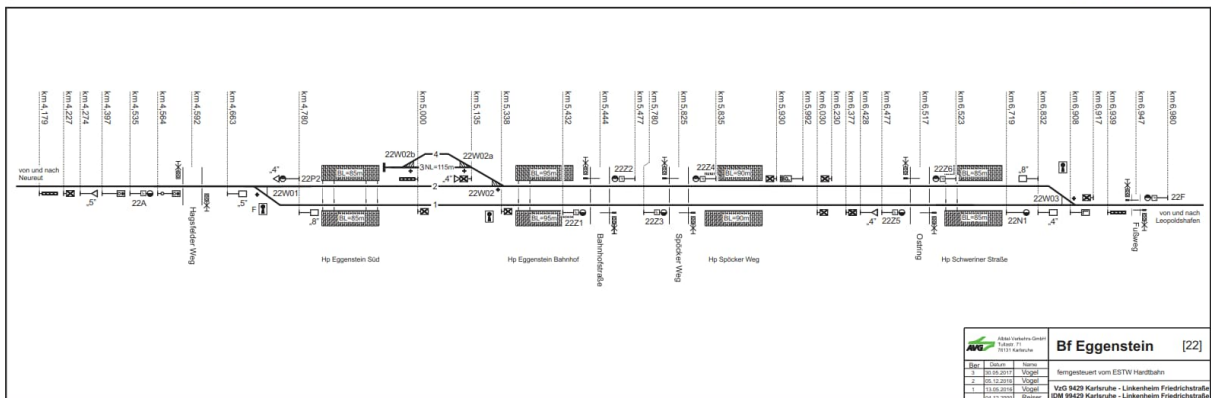 km 4,179
km 4,227
km 4,274
km 4,397
km 4,535
km 4,564
km 4,592
km 4,663
km 4,780
km 5,000
km 5,135
km 5,338
km 5,432
km 5,444
km 5,477
km 5,780
km 5,825
km 5,835
km 5,930
km 5,992
km 6,030
km 6,230
km 6,377
km 6,428
km 6,477
km 6,517
km 6,523
km 6,719
km 6,832
km 6,908
km 6,917
km 6,939
km 6,947
km 6,980
22W02b 4 22W02a
von und nach
Neureut
„4“ 22P2 BL=85m 3 NL=115m „4“ BL=95m 22Z2 22Z4 BL=90m 22Z6 BL=85m „8“
2
„5“ 22A „5“ 22W01 22W02 22W03 22F
F 1
„8“ BL=85m BL=95m 22Z1 22Z3 BL=90m „4“ 22Z5 BL=85m 22N1 „4“
von und nach
Leopoldshafen
Hagsfelder Weg
Bahnhofstraße
Spöcker Weg
Ostring
Fußweg
Hp Eggenstein Süd
Hp Eggenstein Bahnhof
Hp Spöcker Weg
Hp Schweriner Straße
AVG
Albtal-Verkehrs-GmbH
Tullastr. 71
76131 Karlsruhe
Bf Eggenstein [22]
Ber Datum Name
3 30.05.2017 Vogel
2 05.12.2016 Vogel
1 13.05.2016 Vogel
ferngesteuert vom ESTW Hardtbahn
VzG 9429 Karlsruhe - Linkenheim Friedrichstraße
IDM 99429 Karlsruhe - Linkenheim Friedrichstraße